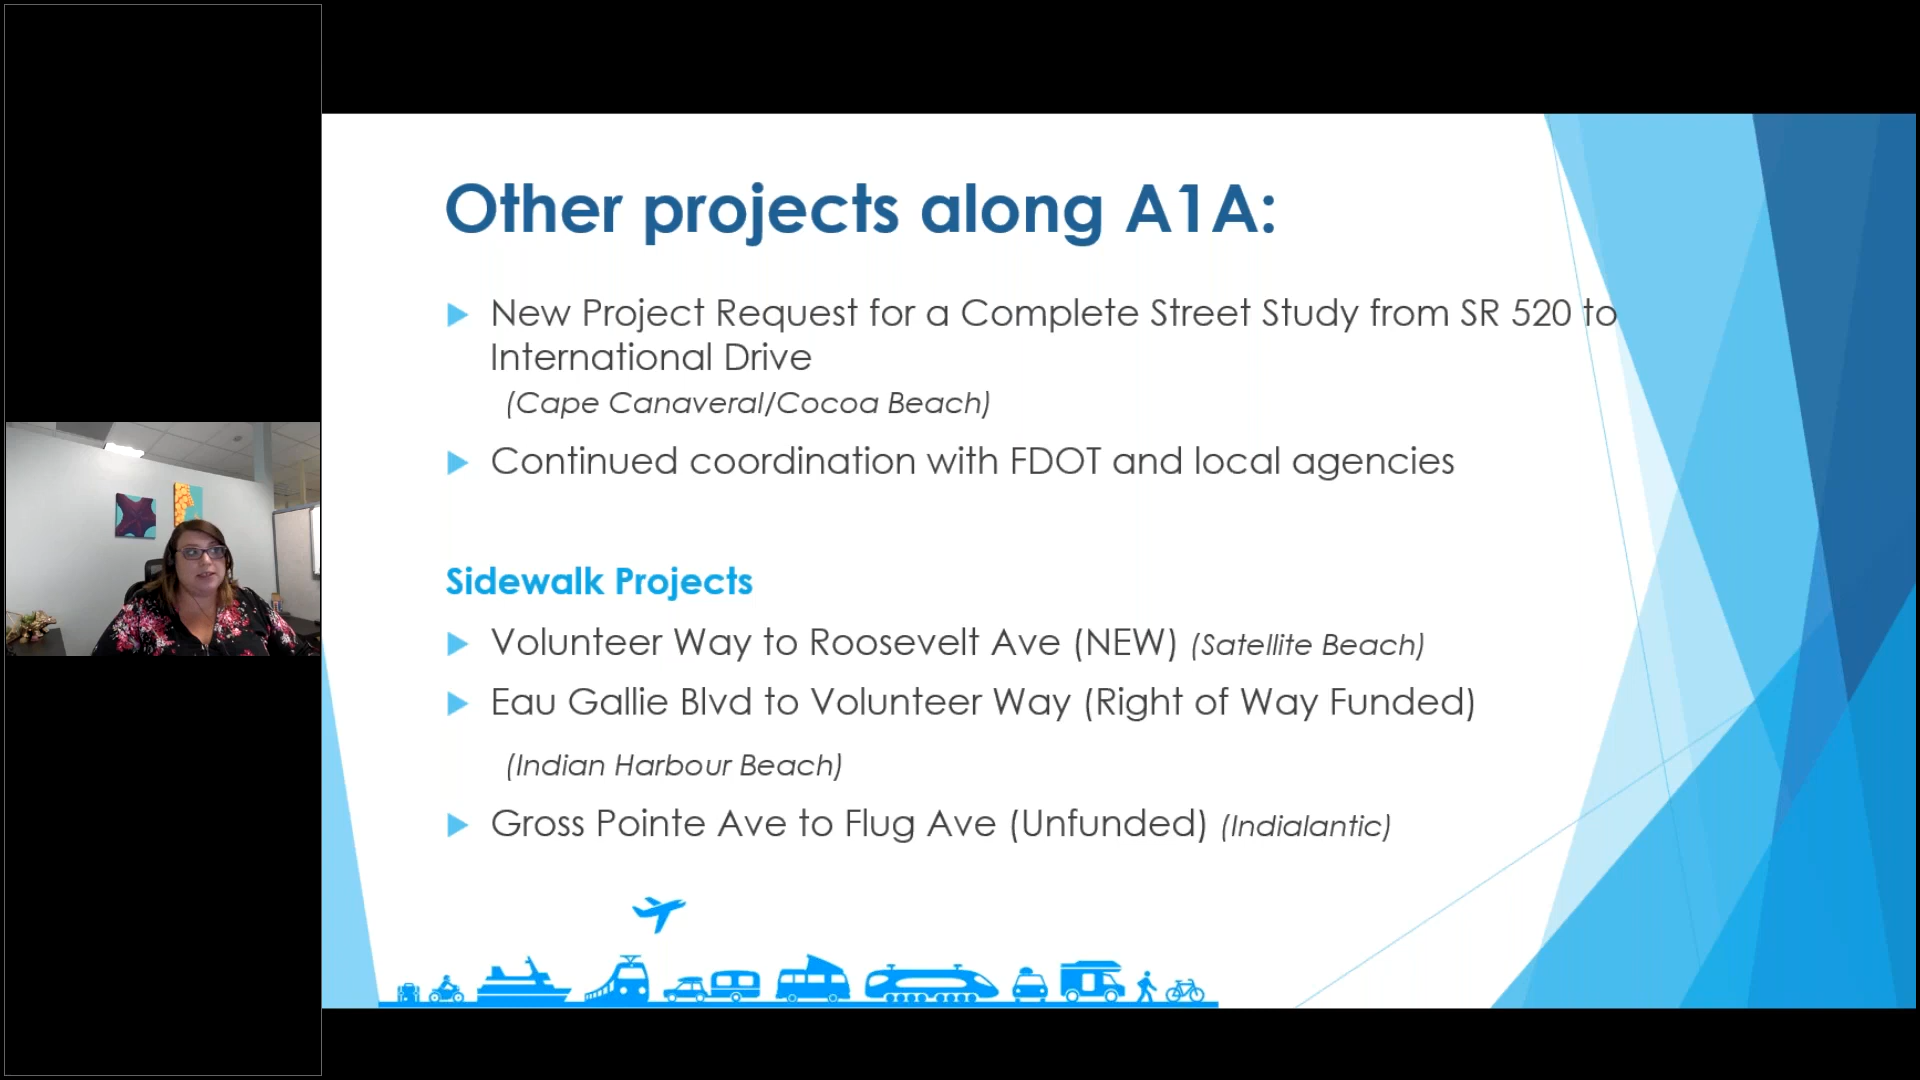 Other projects along A1A:
New Project Request for a Complete Street Study from SR 520 to
International Drive
(Cape Canaveral/Cocoa Beach)
Continued coordination with FDOT and local agencies
Sidewalk Projects
Volunteer Way to Roosevelt Ave (NEW) (Satellite Beach)
Eau Gallie Blvd to Volunteer Way (Right of Way Funded)
(Indian Harbour Beach)
Gross Pointe Ave to Flug Ave (Unfunded) (Indialantic)